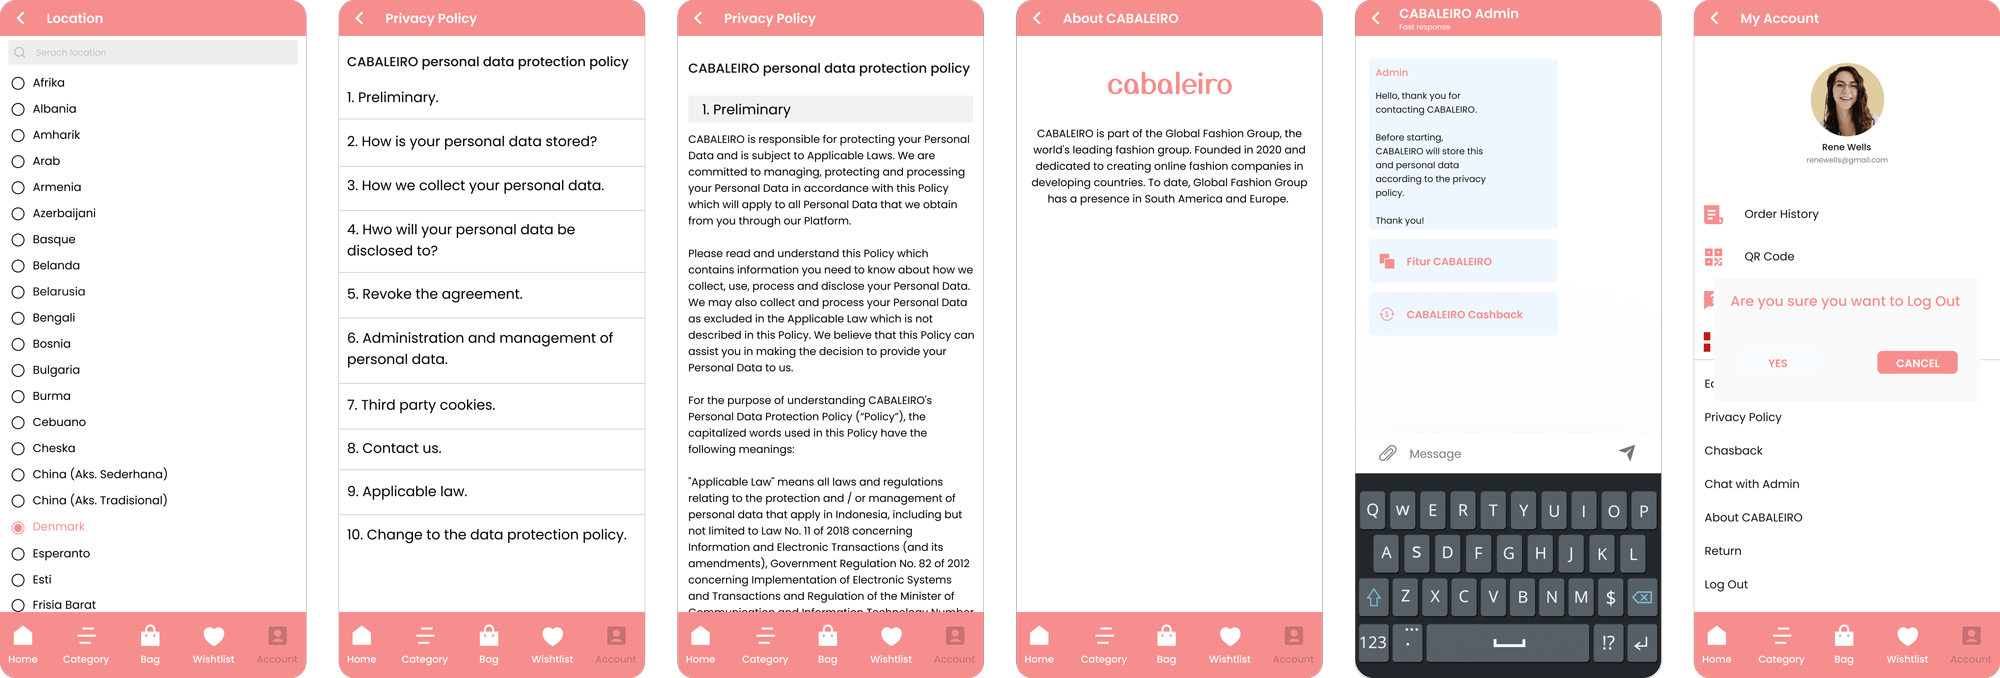 Location
Serach location
Afrika
Albania
Amharik
Arab
Armenia
Azerbaijani
Basque
Belanda
Belarusia
Bengali
Bosnia
Bulgaria
Burma
Cebuano
Cheska
China (Aks. Sederhana)
China (Aks. Tradisional)
Denmark
Esperanto
Esti
Frisia Barat
Home Category Bag Wishtlist Account
Privacy Policy
CABALEIRO personal data protection policy
1. Preliminary.
2. How is your personal data stored?
3. How we collect your personal data.
4. Hwo will your personal data be
disclosed to?
5. Revoke the agreement.
6. Administration and management of
personal data.
7. Third party cookies.
8. Contact us.
9. Applicable law.
10. Change to the data protection policy.
Home Category Bag Wishtlist Account
Privacy Policy
CABALEIRO personal data protection policy
1. Preliminary
CABALEIRO is responsible for protecting your Personal
Data and is subject to Applicable Laws. We are
committed to managing, protecting and processing
your Personal Data in accordance with this Policy
which will apply to all Personal Data that we obtain
from you through our Platform.
Please read and understand this Policy which
contains information you need to know about how we
collect, use, process and disclose your Personal Data.
We may also collect and process your Personal Data
as excluded in the Applicable Law which is not
described in this Policy. We believe that this Policy can
assist you in making the decision to provide your
Personal Data to us.
For the purpose of understanding CABALEIRO's
Personal Data Protection Policy (“Policy”), the
capitalized words used in this Policy have the
following meanings:
"Applicable Law" means all laws and regulations
relating to the protection and / or management of
personal data that apply in Indonesia, including but
not limited to Law No. 11 of 2018 concerning
Information and Electronic Transactions (and its
amendments), Government Regulation No. 82 of 2012
concerning Implementation of Electronic Systems
and Transactions and Regulation of the Minister of
Communication and Information Technology Number
Home Category Bag Wishtlist Account
About CABALEIRO
cabaleiro
CABALEIRO is part of the Global Fashion Group, the
world's leading fashion group. Founded in 2020 and
dedicated to creating online fashion companies in
developing countries. To date, Global Fashion Group
has a presence in South America and Europe.
Home Category Bag Wishtlist Account
CABALEIRO Admin
Fast response
Admin
Hello, thank you for
contacting CABALEIRO.
Before starting,
CABALEIRO will store this
and personal data
according to the privacy
policy.
Thank you!
Fitur CABALEIRO
CABALEIRO Cashback
Message
Q W E R T Y U I O P
A S D F G H J K L
Z X C V B N M $
123 !?
My Account
Rene Wells
renewells@gmail.com
Order History
QR Code
Are you sure you want to Log Out
YES CANCEL
Privacy Policy
Chasback
Chat with Admin
About CABALEIRO
Return
Log Out
Home Category Bag Wishtlist Account